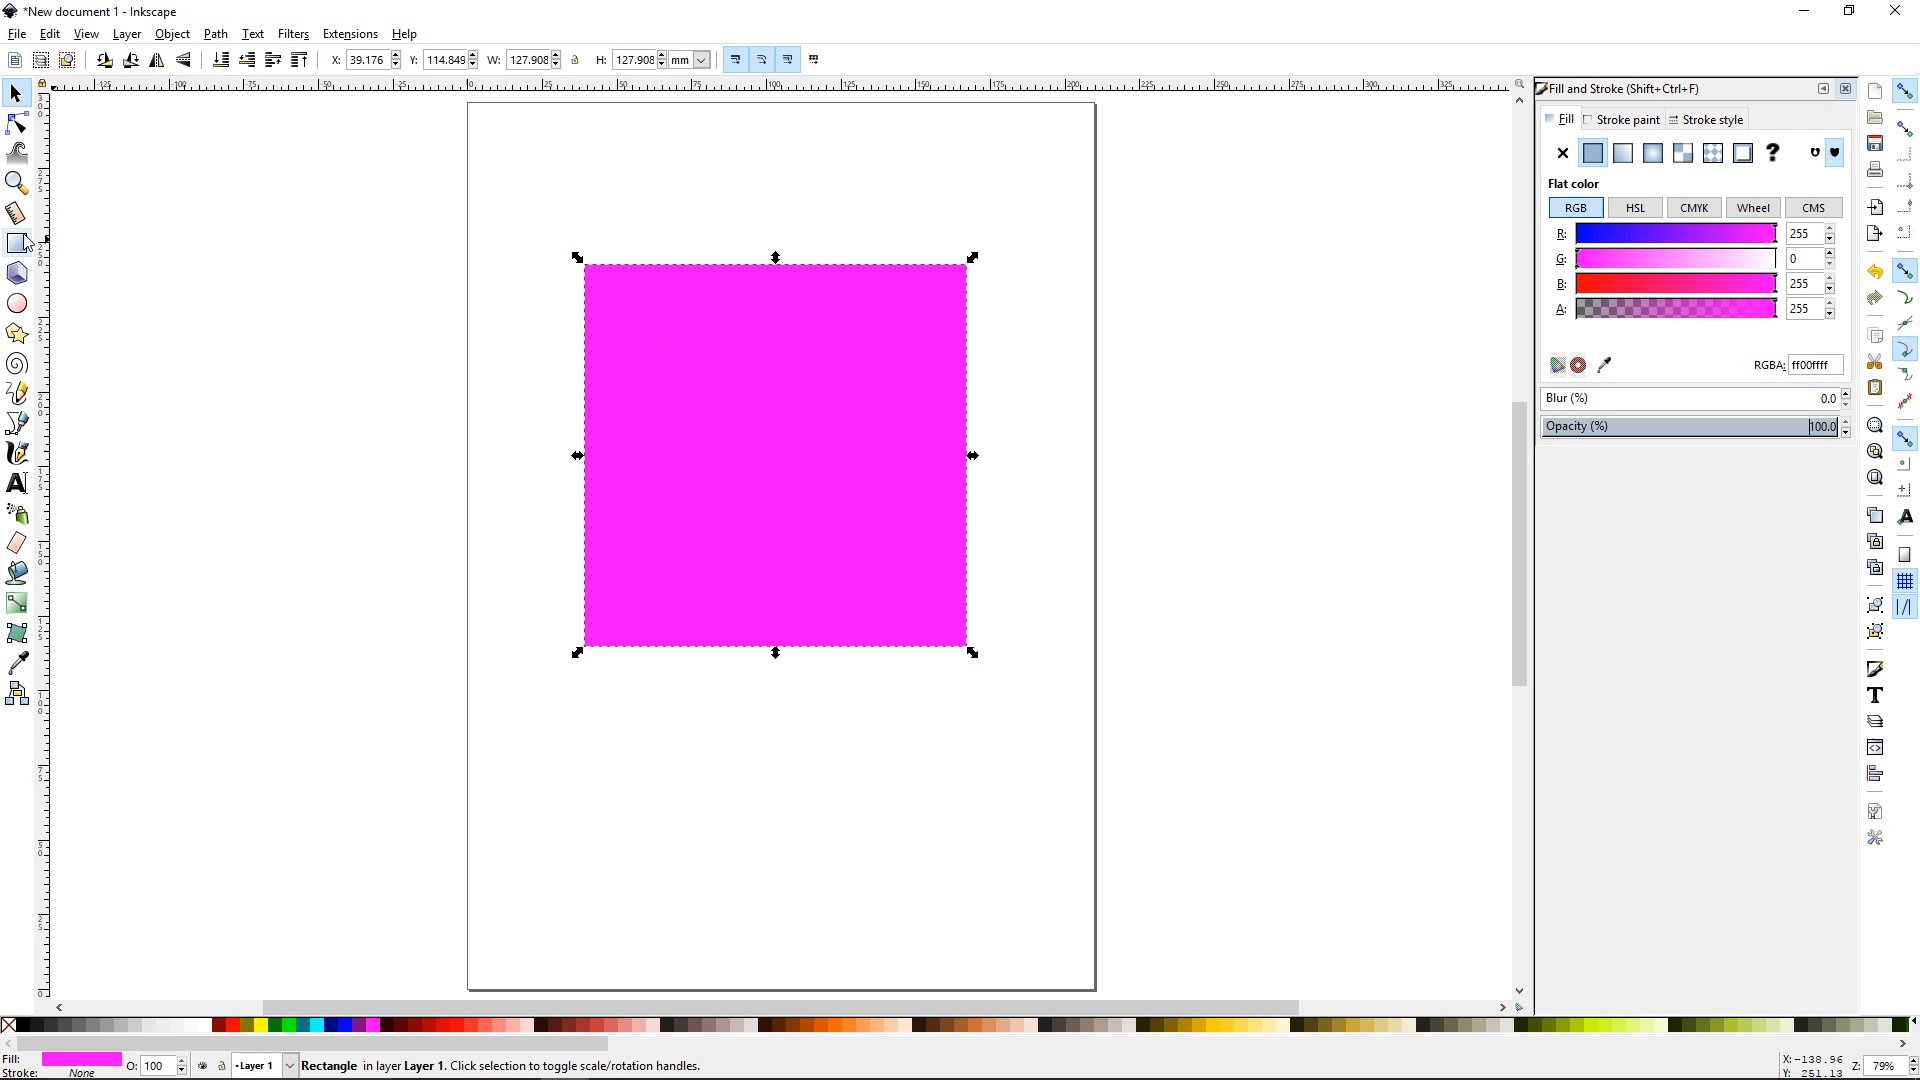 *New document 1 - Inkscape
File Edit View Layer Object Path Text Filters Extensions Help
X: 39.176 Y: 114.849 W: 127.908 H: 127.908 mm
Fill and Stroke (Shift+Ctrl+F)
Fill Stroke paint Stroke style
Flat color
RGB HSL CMYK Wheel CMS
R: 255
G: 0
B: 255
A: 255
RGBA: ff00ffff
Blur (%) 0.0
Opacity (%) 100.0
Fill: O: 100 •Layer 1 Rectangle in layer Layer 1. Click selection to toggle scale/rotation handles. X: -138.96 Z: 79%
Stroke: None Y: 251.13